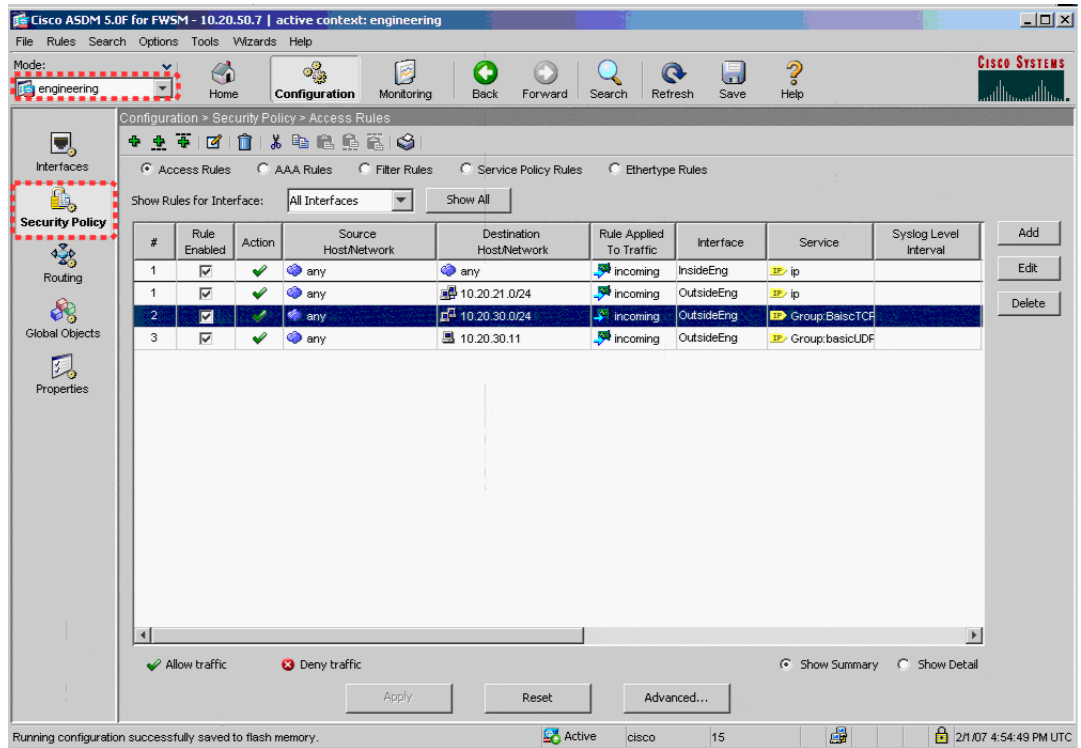 Cisco ASDM 5.0F for FWSM - 10.20.50.7 | active context: engineering
File Rules Search Options Tools Wizards Help
Mode:
engineering
Home
Configuration
Monitoring
Back
Forward
Search
Refresh
Save
Help
CISCO SYSTEMS
Configuration > Security Policy > Access Rules
Interfaces
Security Policy
Routing
Global Objects
Properties
Access Rules AAA Rules Filter Rules Service Policy Rules Ethertype Rules
Show Rules for Interface: All Interfaces Show All
# Rule Enabled Action Source Host/Network Destination Host/Network Rule Applied To Traffic Interface Service Syslog Level Interval
1 any any incoming InsideEng IP ip
1 any 10.20.21.0/24 incoming OutsideEng IP ip
2 any 10.20.30.0/24 incoming OutsideEng IP Group:BaiscTCP
3 any 10.20.30.11 incoming OutsideEng IP Group:basicUDP
Add
Edit
Delete
Allow traffic Deny traffic Show Summary Show Detail
Apply Reset Advanced...
Running configuration successfully saved to flash memory. Active cisco 15 2/1/07 4:54:49 PM UTC